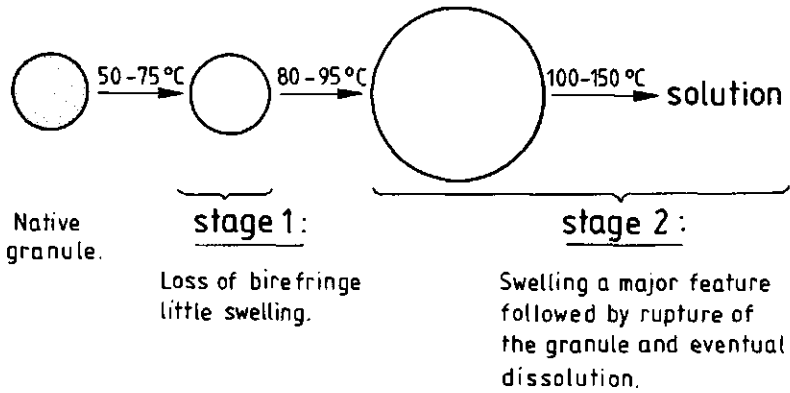 50-75°C
80-95°C
100-150°C
solution
Native
granule.
stage 1:
Loss of birefringe
little swelling.
stage 2:
Swelling a major feature
followed by rupture of
the granule and eventual
dissolution.